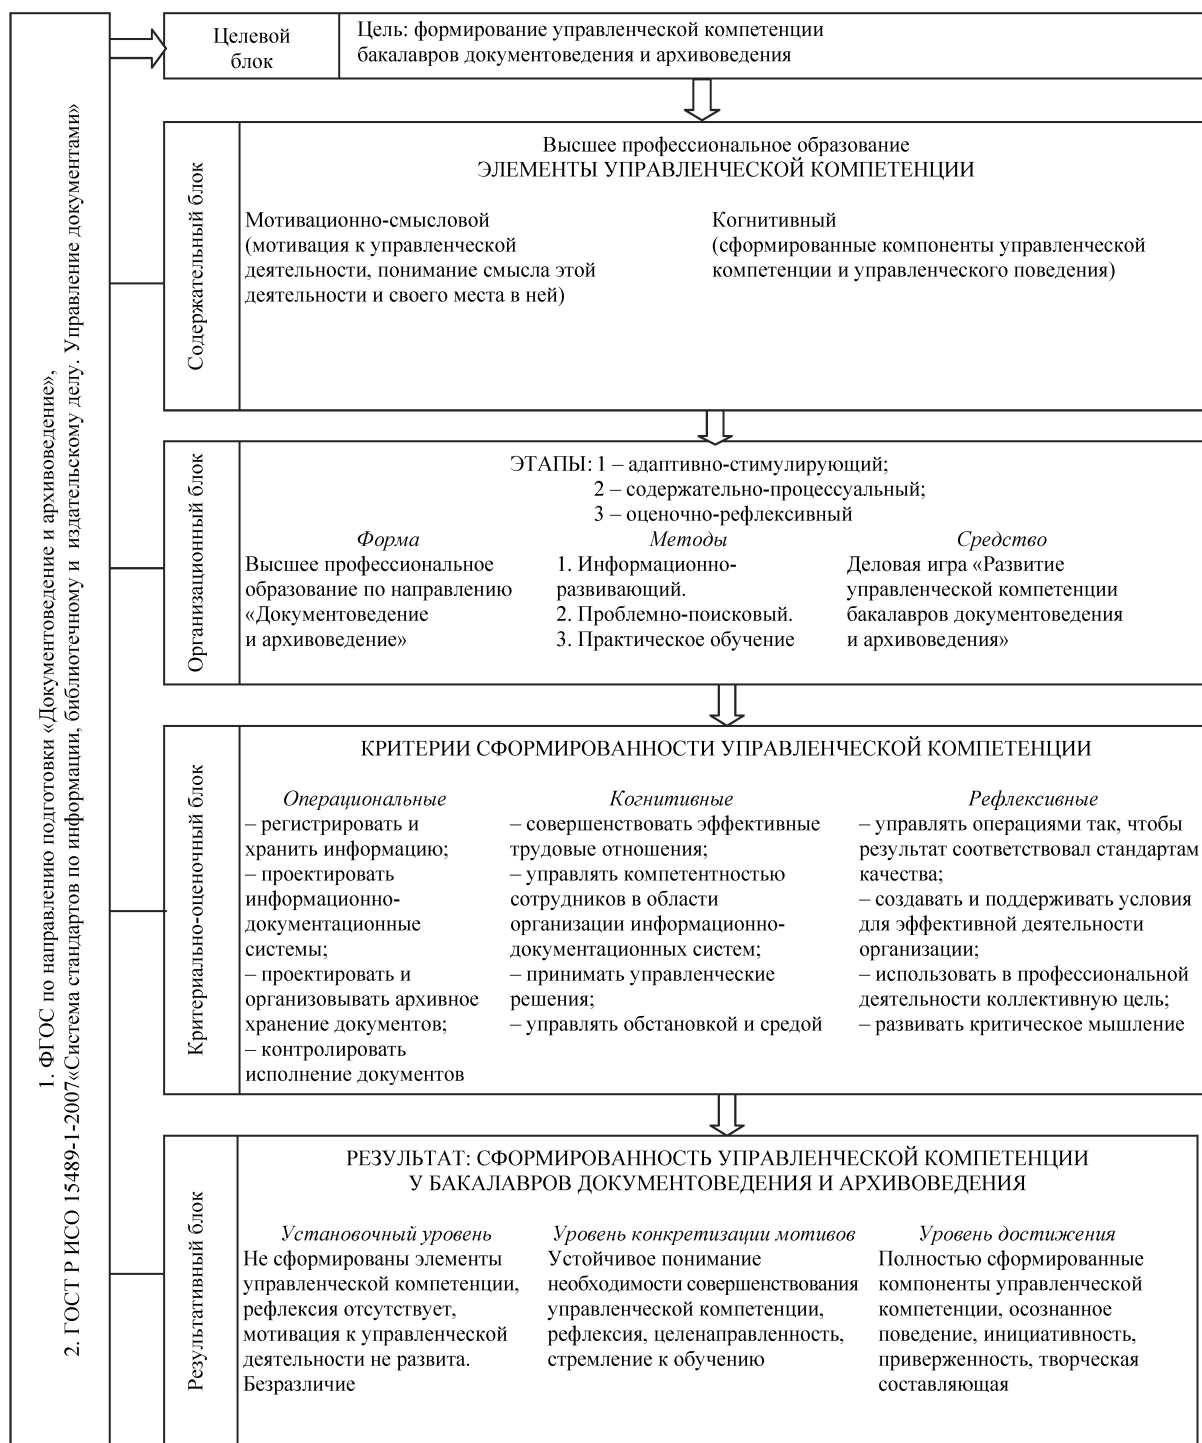 1. ФГОС по направлению подготовки «Документоведение и архивоведение»,
2. ГОСТ Р ИСО 15489-1-2007«Система стандартов по информации, библиотечному и издательскому делу. Управление документами»
Целевой
блок
Цель: формирование управленческой компетенции
бакалавров документоведения и архивоведения
Содержательный блок
Высшее профессиональное образование
ЭЛЕМЕНТЫ УПРАВЛЕНЧЕСКОЙ КОМПЕТЕНЦИИ
Мотивационно-смысловой
(мотивация к управленческой
деятельности, понимание смысла этой
деятельности и своего места в ней)
Когнитивный
(сформированные компоненты управленческой
компетенции и управленческого поведения)
Организационный блок
ЭТАПЫ: 1 – адаптивно-стимулирующий;
2 – содержательно-процессуальный;
3 – оценочно-рефлексивный
Форма
Высшее профессиональное
образование по направлению
«Документоведение
и архивоведение»
Методы
1. Информационно-
развивающий.
2. Проблемно-поисковый.
3. Практическое обучение
Средство
Деловая игра «Развитие
управленческой компетенции
бакалавров документоведения
и архивоведения»
Критериально-оценочный блок
КРИТЕРИИ СФОРМИРОВАННОСТИ УПРАВЛЕНЧЕСКОЙ КОМПЕТЕНЦИИ
Операциональные
– регистрировать и
хранить информацию;
– проектировать
информационно-
документационные
системы;
– проектировать и
организовывать архивное
хранение документов;
– контролировать
исполнение документов
Когнитивные
– совершенствовать эффективные
трудовые отношения;
– управлять компетентностью
сотрудников в области
организации информационно-
документационных систем;
– принимать управленческие
решения;
– управлять обстановкой и средой
Рефлексивные
– управлять операциями так, чтобы
результат соответствовал стандартам
качества;
– создавать и поддерживать условия
для эффективной деятельности
организации;
– использовать в профессиональной
деятельности коллективную цель;
– развивать критическое мышление
Результативный блок
РЕЗУЛЬТАТ: СФОРМИРОВАННОСТЬ УПРАВЛЕНЧЕСКОЙ КОМПЕТЕНЦИИ
У БАКАЛАВРОВ ДОКУМЕНТОВЕДЕНИЯ И АРХИВОВЕДЕНИЯ
Установочный уровень
Не сформированы элементы
управленческой компетенции,
рефлексия отсутствует,
мотивация к управленческой
деятельности не развита.
Безразличие
Уровень конкретизации мотивов
Устойчивое понимание
необходимости совершенствования
управленческой компетенции,
рефлексия, целенаправленность,
стремление к обучению
Уровень достижения
Полностью сформированные
компоненты управленческой
компетенции, осознанное
поведение, инициативность,
приверженность, творческая
составляющая